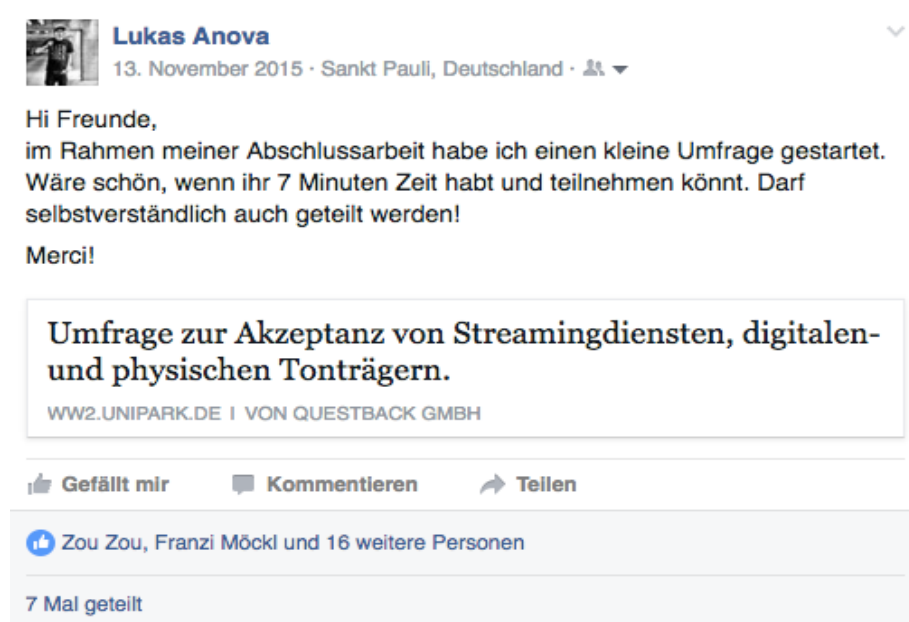 Lukas Anova
13. November 2015 · Sankt Pauli, Deutschland ·
Hi Freunde,
im Rahmen meiner Abschlussarbeit habe ich einen kleine Umfrage gestartet.
Wäre schön, wenn ihr 7 Minuten Zeit habt und teilnehmen könnt. Darf
selbstverständlich auch geteilt werden!
Merci!
Umfrage zur Akzeptanz von Streamingdiensten, digitalen-
und physischen Tonträgern.
WW2.UNIPARK.DE | VON QUESTBACK GMBH
Gefällt mir Kommentieren Teilen
Zou Zou, Franzi Möckl und 16 weitere Personen
7 Mal geteilt